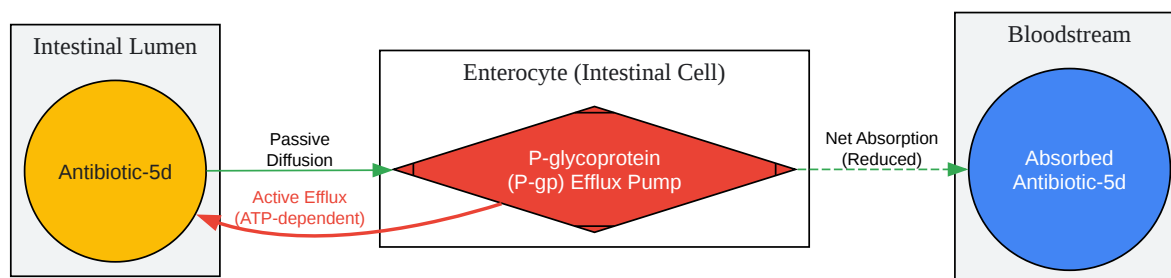 Intestinal Lumen
Antibiotic-5d
Passive
Diffusion
Active Efflux
(ATP-dependent)
Enterocyte (Intestinal Cell)
P-glycoprotein
(P-gp) Efflux Pump
Net Absorption
(Reduced)
Bloodstream
Absorbed
Antibiotic-5d